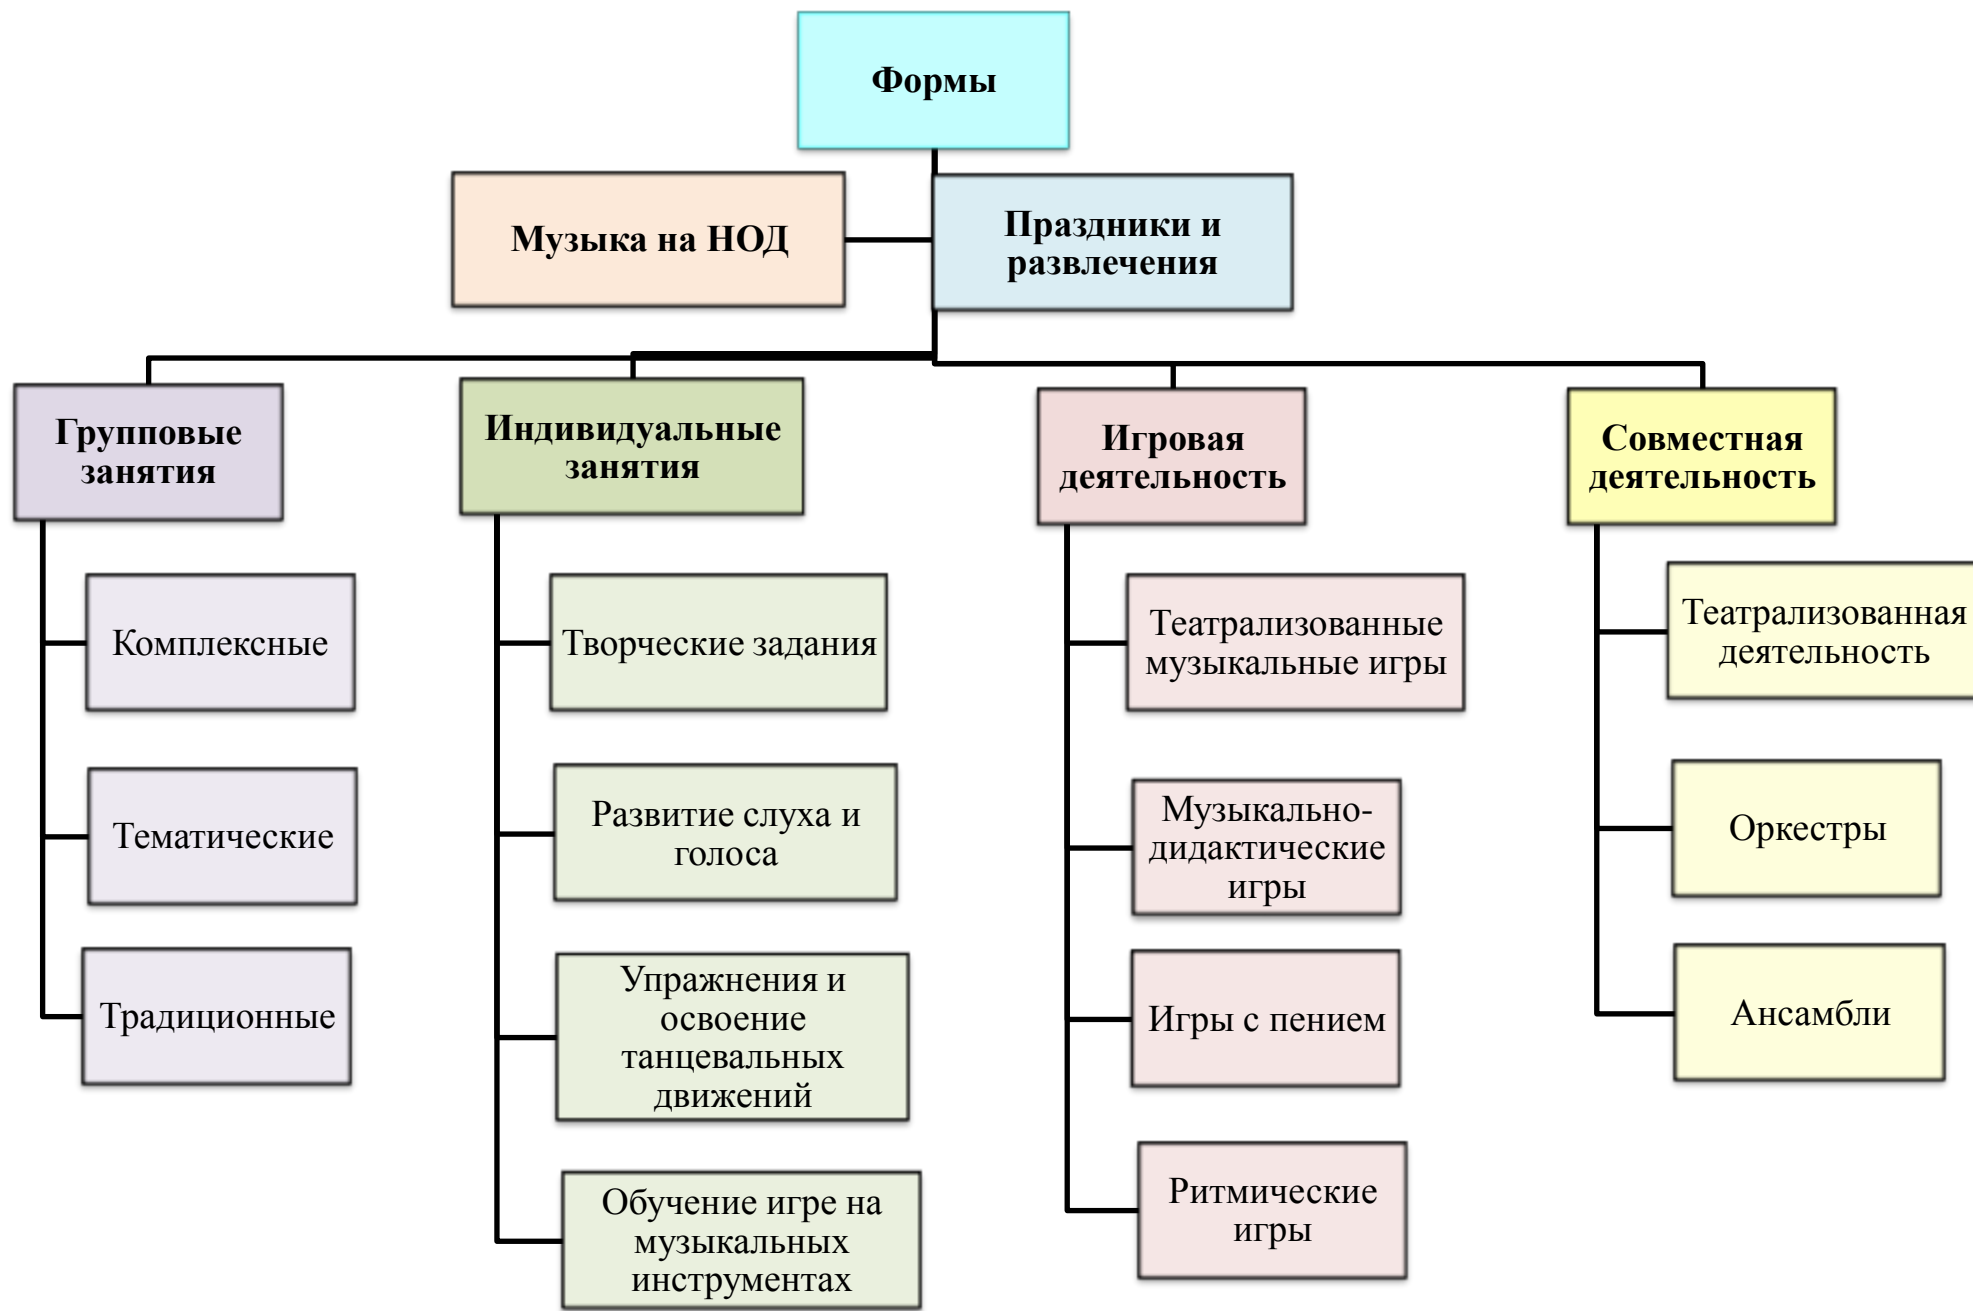 Формы
Музыка на НОД
Праздники и
развлечения
Групповые
занятия
Комплексные
Тематические
Традиционные
Индивидуальные
занятия
Творческие задания
Развитие слуха и
голоса
Упражнения и
освоение
танцевальных
движений
Обучение игре на
музыкальных
инструментах
Игровая
деятельность
Театрализованные
музыкальные игры
Музыкально-
дидактические
игры
Игры с пением
Ритмические
игры
Совместная
деятельность
Театрализованная
деятельность
Оркестры
Ансамбли